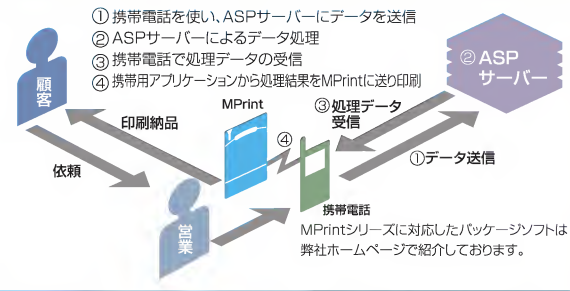 ① 携帯電話を使い、ASPサーバーにデータを送信
② ASPサーバーによるデータ処理
③ 携帯電話で処理データの受信
④ 携帯用アプリケーションから処理結果をMPrintに送り印刷
顧客
② ASP
サーバー
MPrint
③処理データ
受信
印刷納品
④
依頼
①データ送信
営業
携帯電話
MPrintシリーズに対応したパッケージソフトは
弊社ホームページで紹介しております。